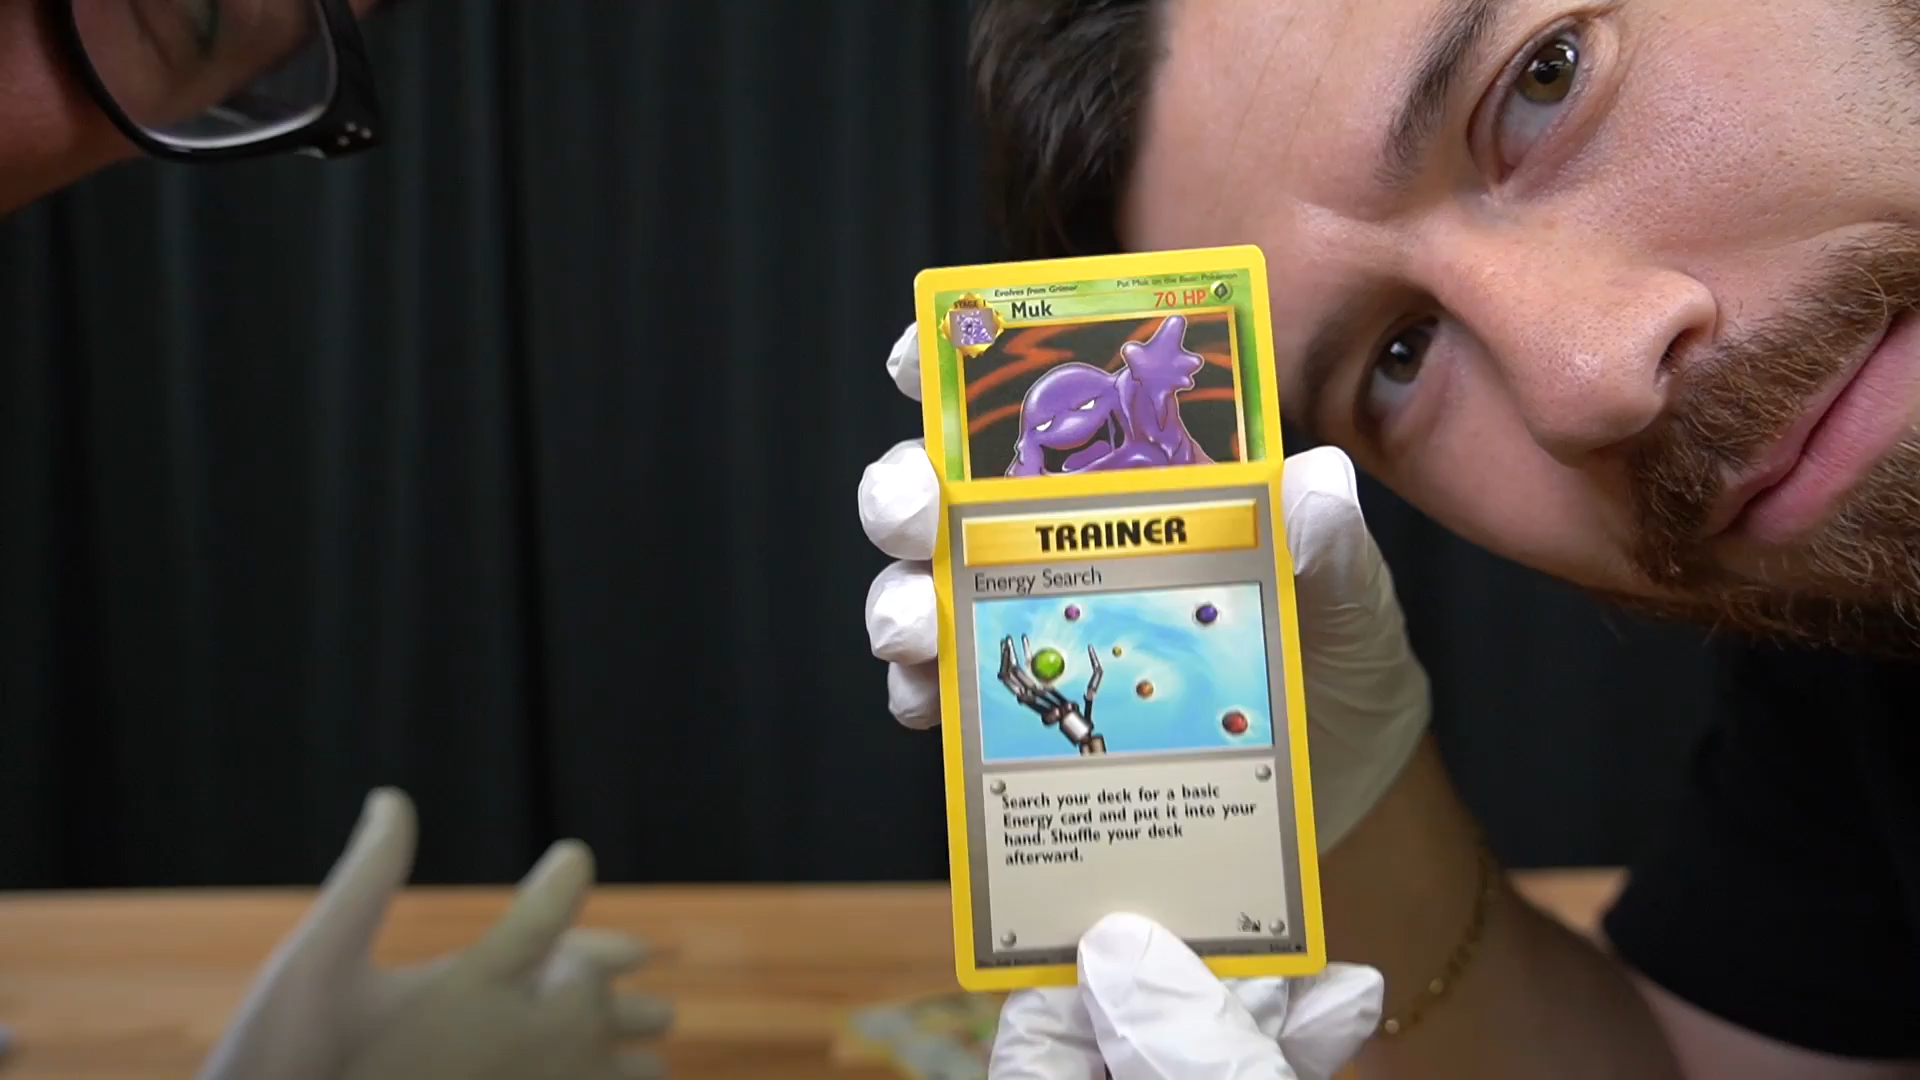 Evolves from Grimer
Put Muk on the Basic Pokémon
STAGE 1
Muk
70 HP
TRAINER
Energy Search
Search your deck for a basic
Energy card and put it into your
hand. Shuffle your deck
afterward.